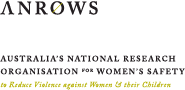 ANROWS
AUSTRALIA'S NATIONAL RESEARCH
ORGANISATION FOR WOMEN'S SAFETY
to Reduce Violence against Women & their Children